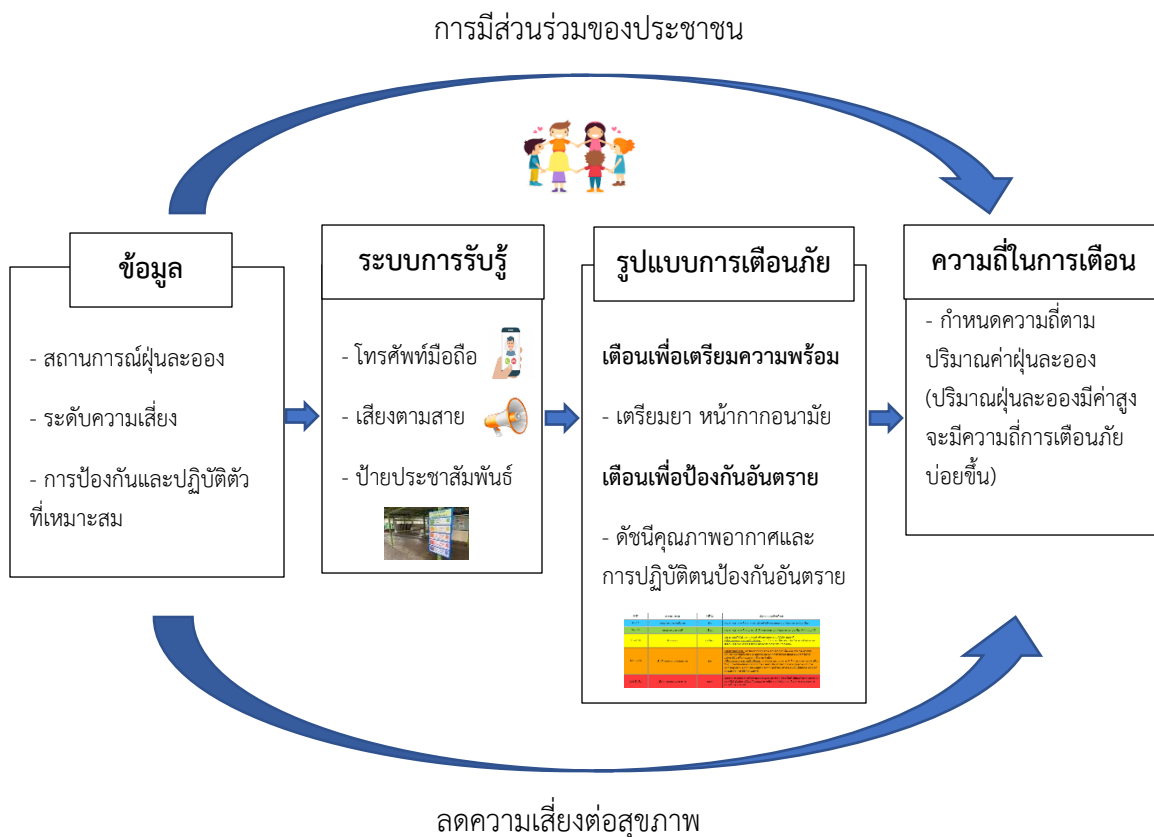 การมีส่วนร่วมของประชาชน
ข้อมูล
- สถานการณ์ฝุ่นละออง
- ระดับความเสี่ยง
- การป้องกันและปฏิบัติตัว
ที่เหมาะสม
ระบบการรับรู้
- โทรศัพท์มือถือ
- เสียงตามสาย
- ป้ายประชาสัมพันธ์
รูปแบบการเตือนภัย
เตือนเพื่อเตรียมความพร้อม
- เตรียมยา หน้ากากอนามัย
เตือนเพื่อป้องกันอันตราย
- ดัชนีคุณภาพอากาศและ
การปฏิบัติตนป้องกันอันตราย
ความถี่ในการเตือน
- กำหนดความถี่ตาม
ปริมาณค่าฝุ่นละออง
(ปริมาณฝุ่นละอองมีค่าสูง
จะมีความถี่การเตือนภัย
บ่อยขึ้น)
ลดความเสี่ยงต่อสุขภาพ